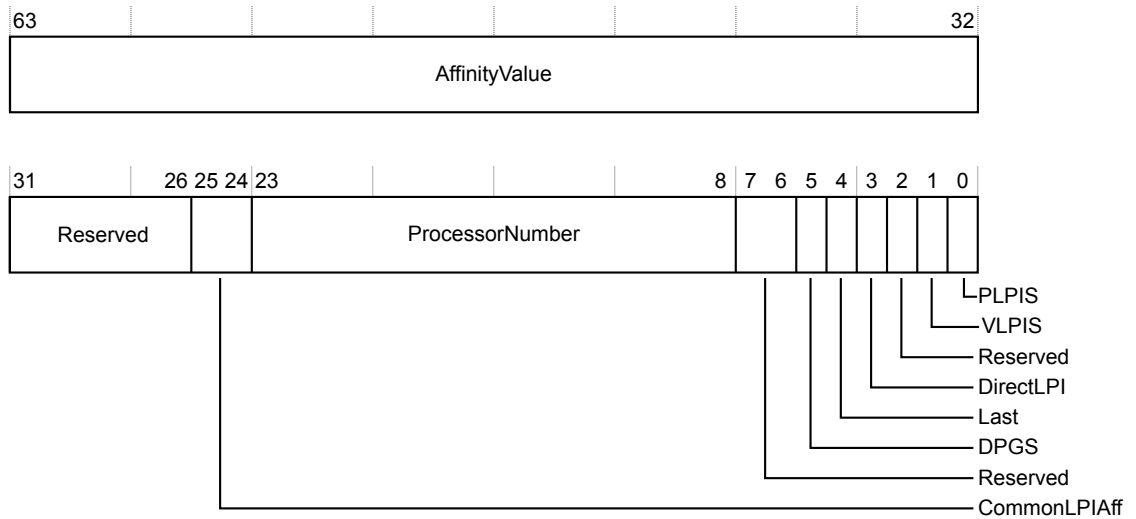 63 32
AffinityValue
31 26 25 24 23 8 7 6 5 4 3 2 1 0
Reserved ProcessorNumber
PLPIS
VLPIS
Reserved
DirectLPI
Last
DPGS
Reserved
CommonLPIAff